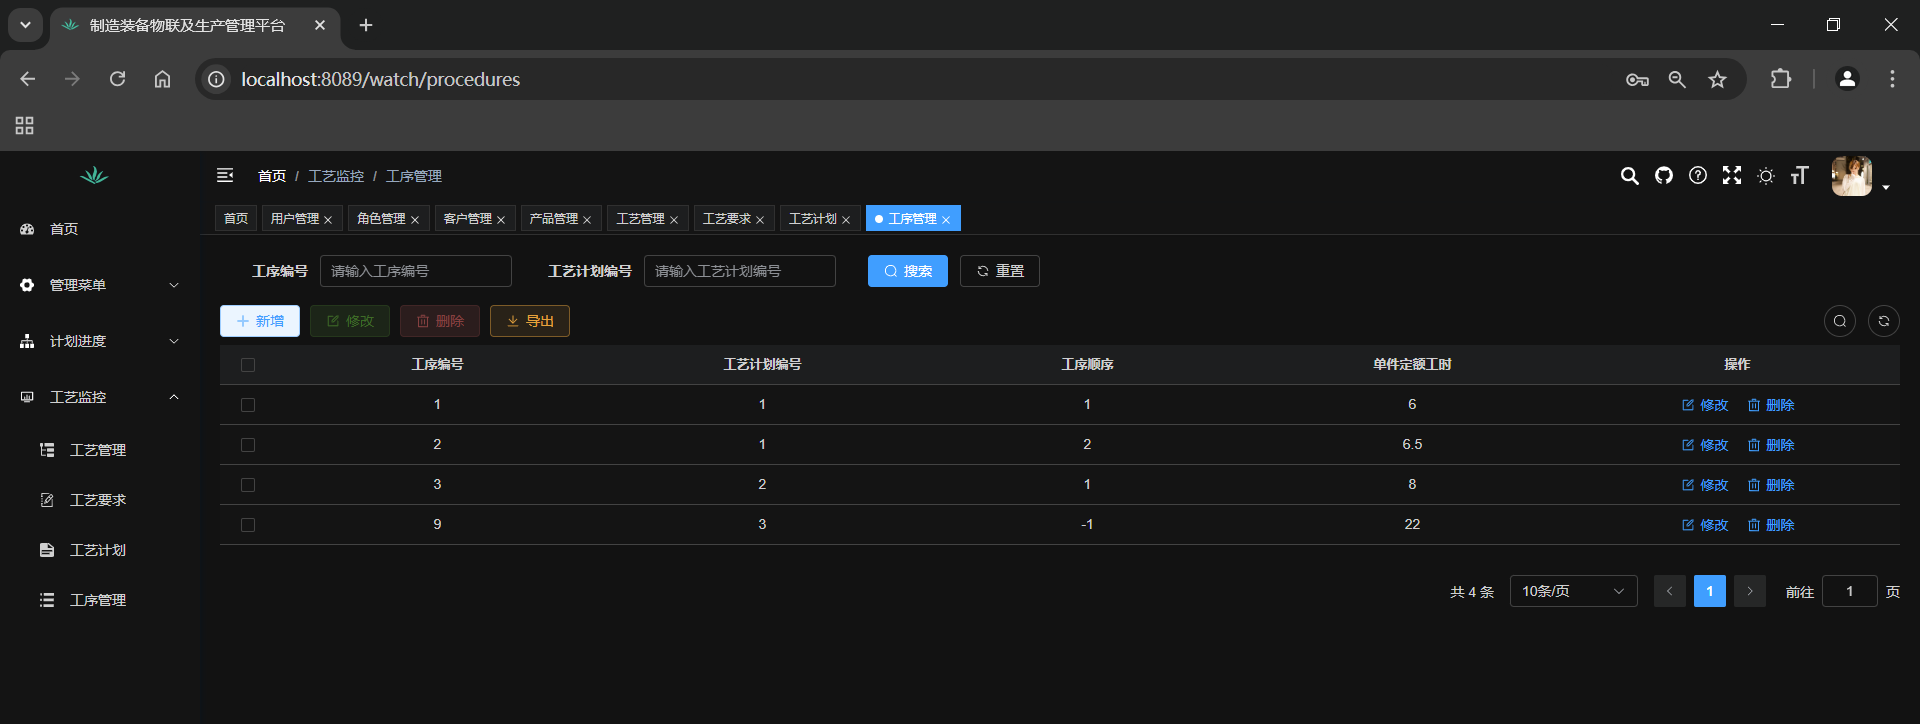 制造装备物联及生产管理平台
localhost:8089/watch/procedures
首页 / 工艺监控 / 工序管理
首页 用户管理 角色管理 客户管理 产品管理 工艺管理 工艺要求 工艺计划 工序管理
首页
管理菜单
计划进度
工艺监控
工艺管理
工艺要求
工艺计划
工序管理
工序编号 请输入工序编号 工艺计划编号 请输入工艺计划编号 搜索 重置
新增 修改 删除 导出
工序编号 工艺计划编号 工序顺序 单件定额工时 操作
1 1 1 6 修改 删除
2 1 2 6.5 修改 删除
3 2 1 8 修改 删除
9 3 -1 22 修改 删除
共 4 条 10条/页 1 前往 1 页